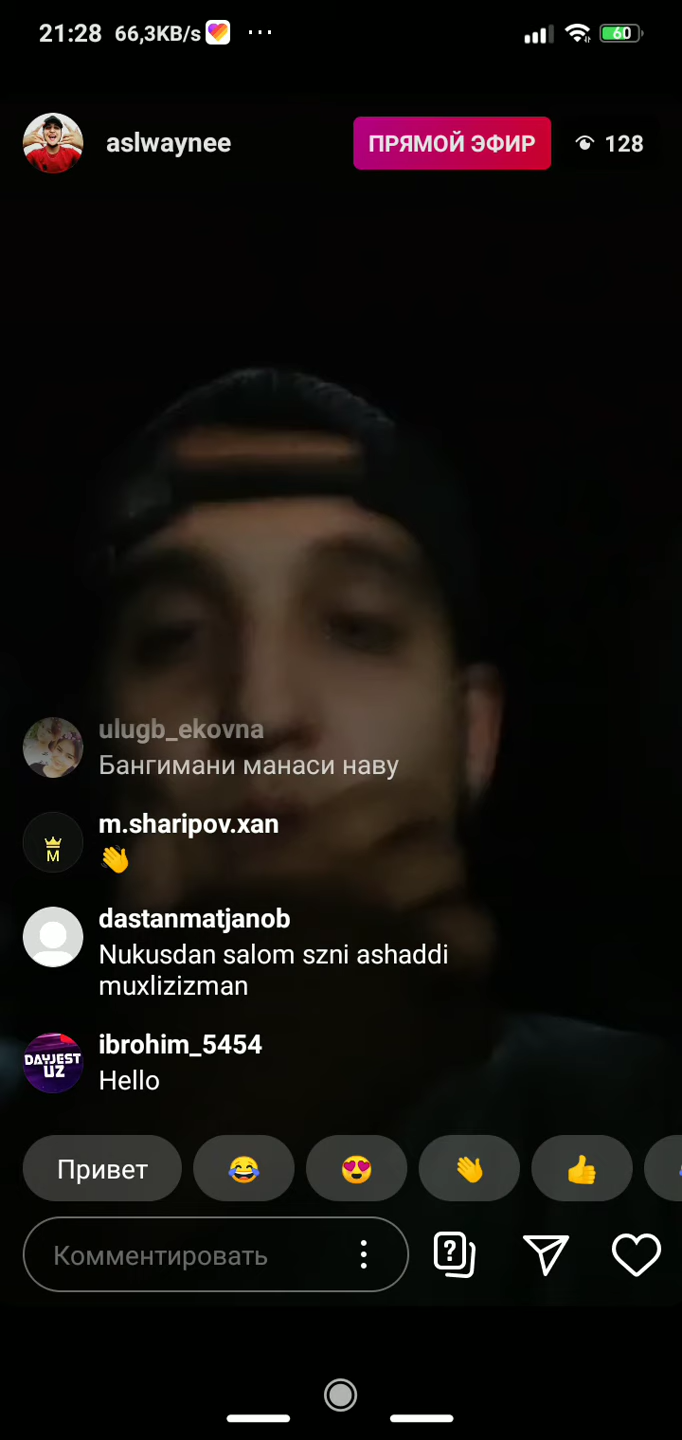 21:28 66,3KB/s ...
60
aslwaynee ПРЯМОЙ ЭФИР 128
ulugb_ekovna
Бангимани манаси наву
M
m.sharipov.xan
👋
dastanmatjanob
Nukusdan salom szni ashaddi
muxlizizman
DAYJEST
UZ
ibrohim_5454
Hello
Привет 😂 😍 👋 👍
Комментировать